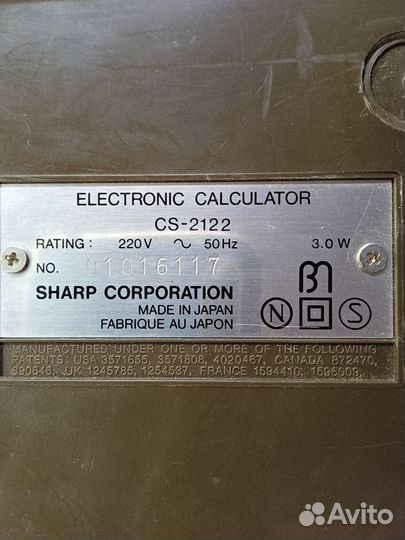 ELECTRONIC CALCULATOR
CS-2122
RATING: 220V ~ 50Hz 3.0 W
NO. 01016117
SHARP CORPORATION
MADE IN JAPAN
FABRIQUE AU JAPON
N S
MANUFACTURED UNDER ONE OR MORE OF THE FOLLOWING
PATENTS: USA 3571655, 3571808, 4020467, CANADA 872470,
890646, UK 1245785, 1254537, FRANCE 1594410, 1596003,
Avito